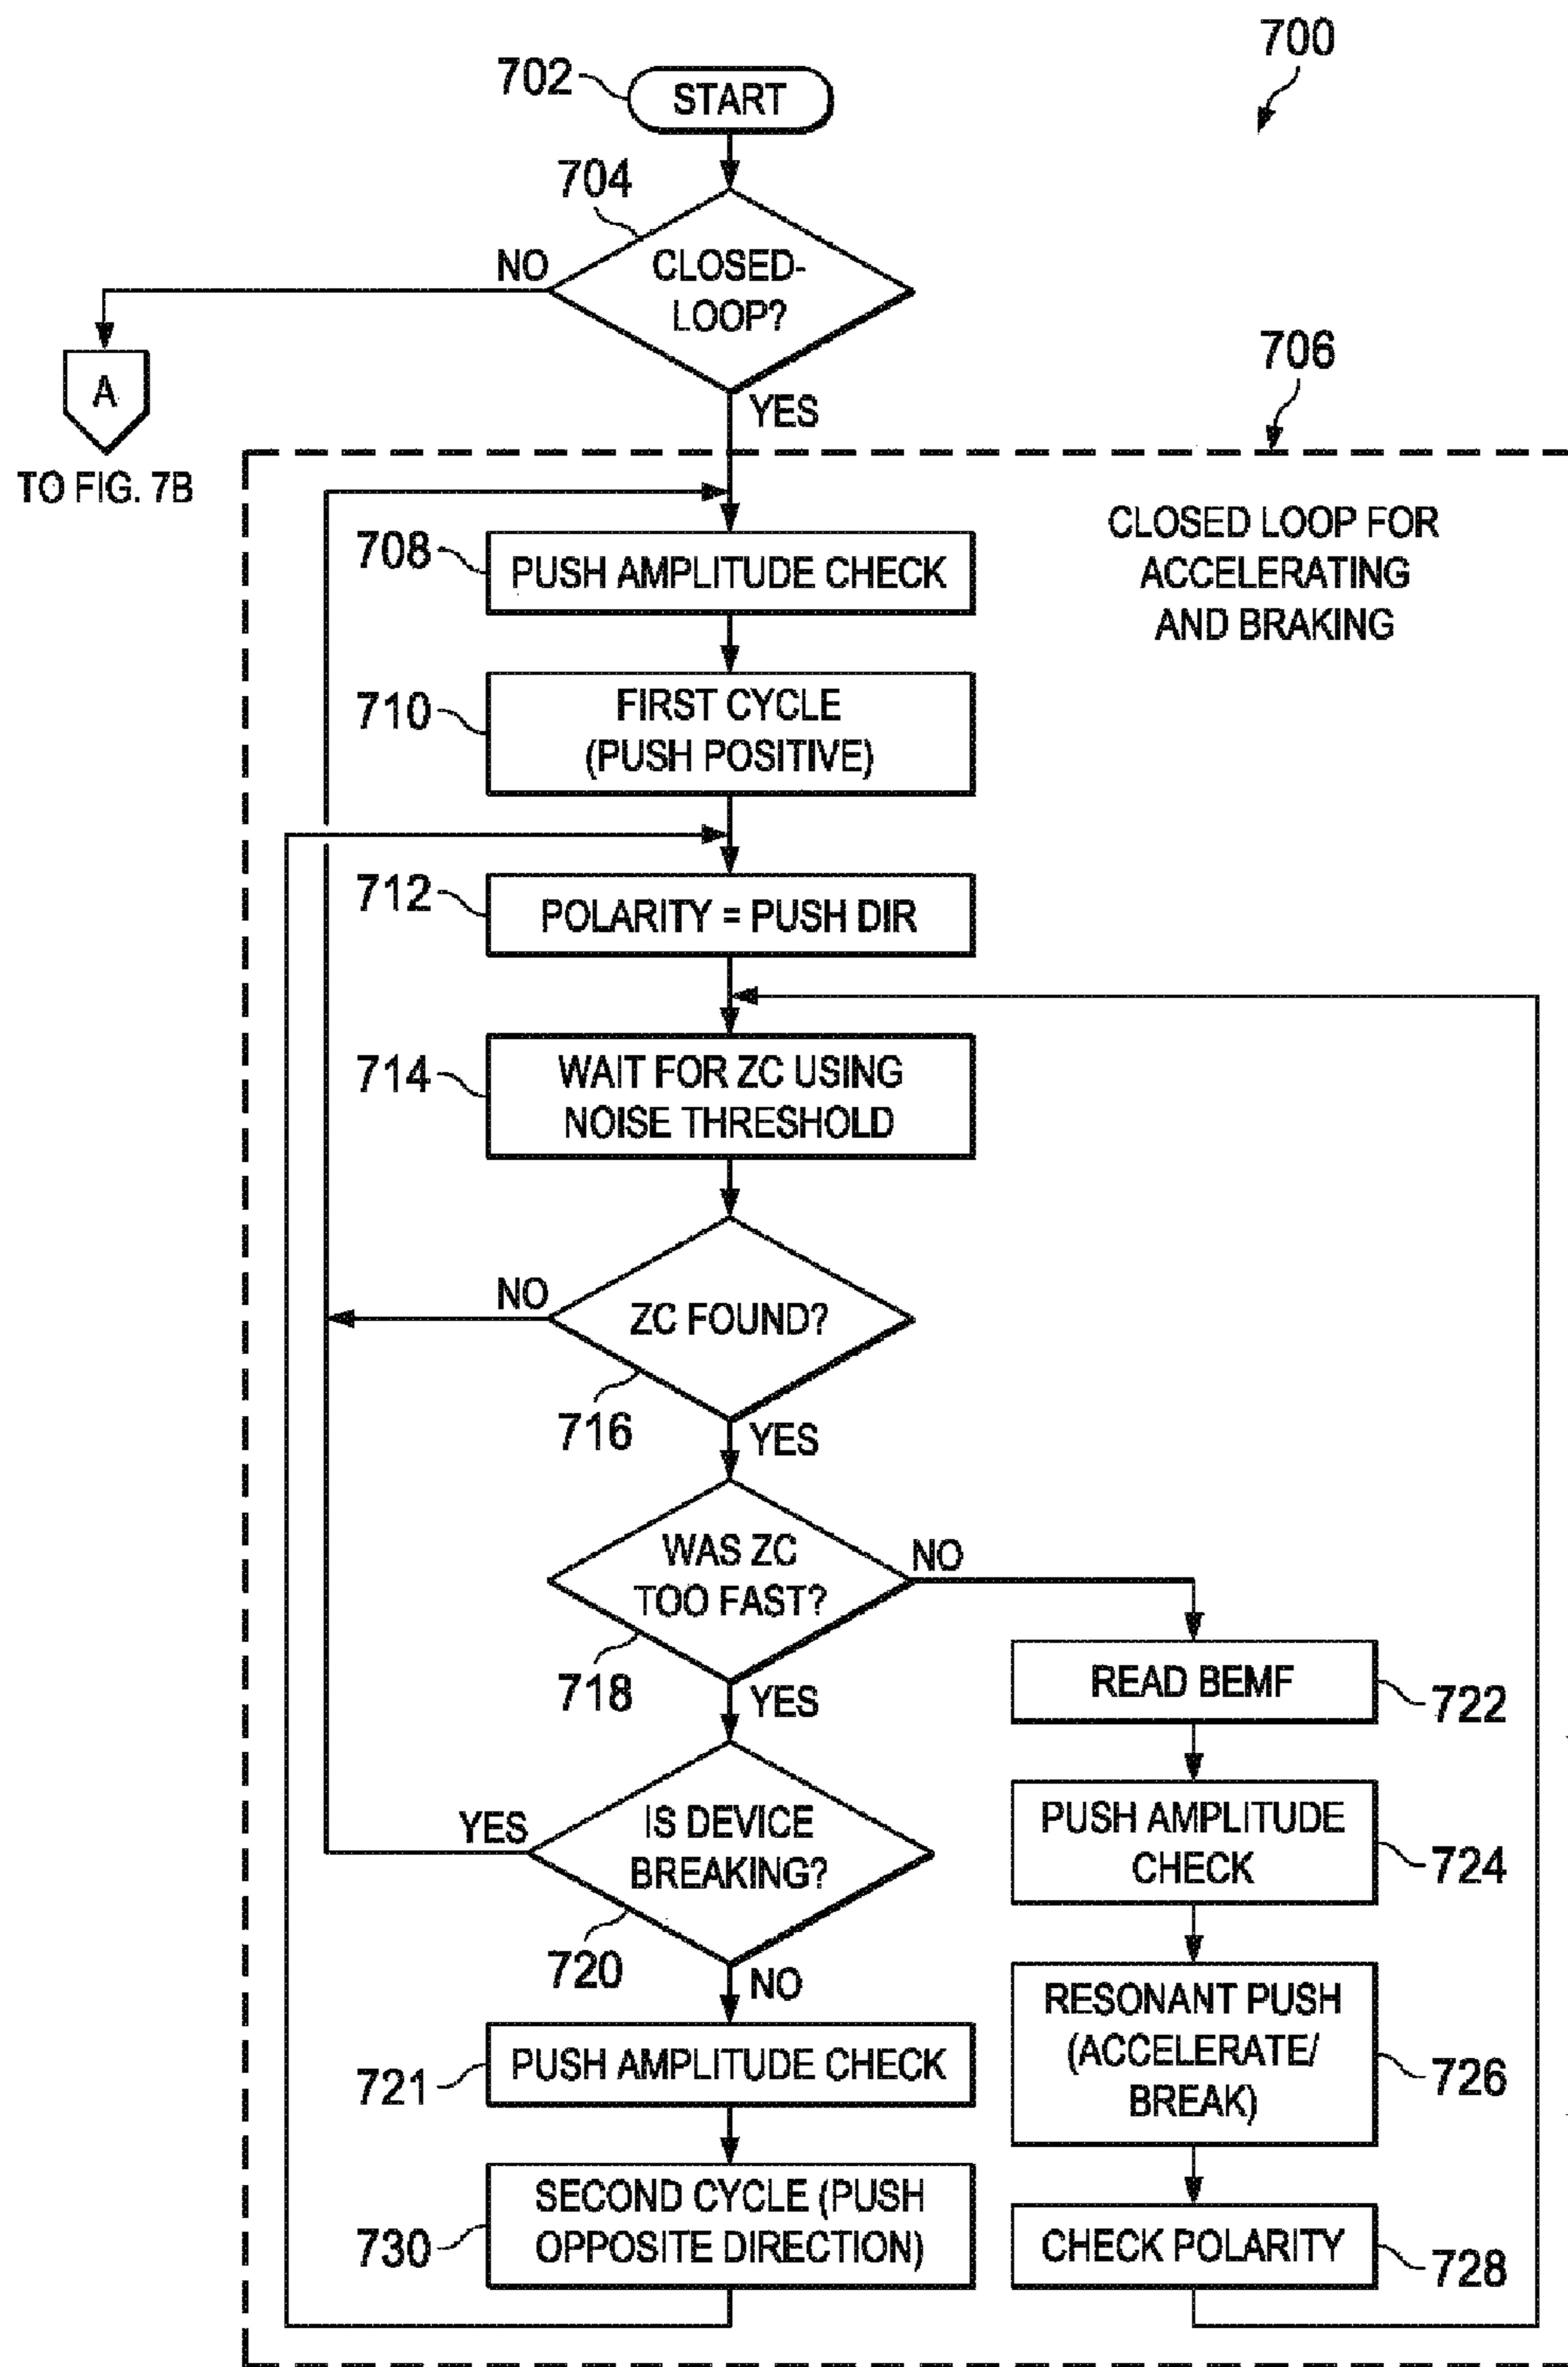 700
702
START
704
NO
CLOSED-
LOOP?
A
YES
706
TO FIG. 7B
CLOSED LOOP FOR
ACCELERATING
AND BRAKING
708
PUSH AMPLITUDE CHECK
710
FIRST CYCLE
(PUSH POSITIVE)
712
POLARITY = PUSH DIR
714
WAIT FOR ZC USING
NOISE THRESHOLD
NO
ZC FOUND?
716
YES
WAS ZC
TOO FAST?
NO
718
YES
READ BEMF
722
YES
IS DEVICE
BREAKING?
PUSH AMPLITUDE
CHECK
724
720
NO
721
PUSH AMPLITUDE CHECK
RESONANT PUSH
(ACCELERATE/
BREAK)
726
730
SECOND CYCLE (PUSH
OPPOSITE DIRECTION)
CHECK POLARITY
728